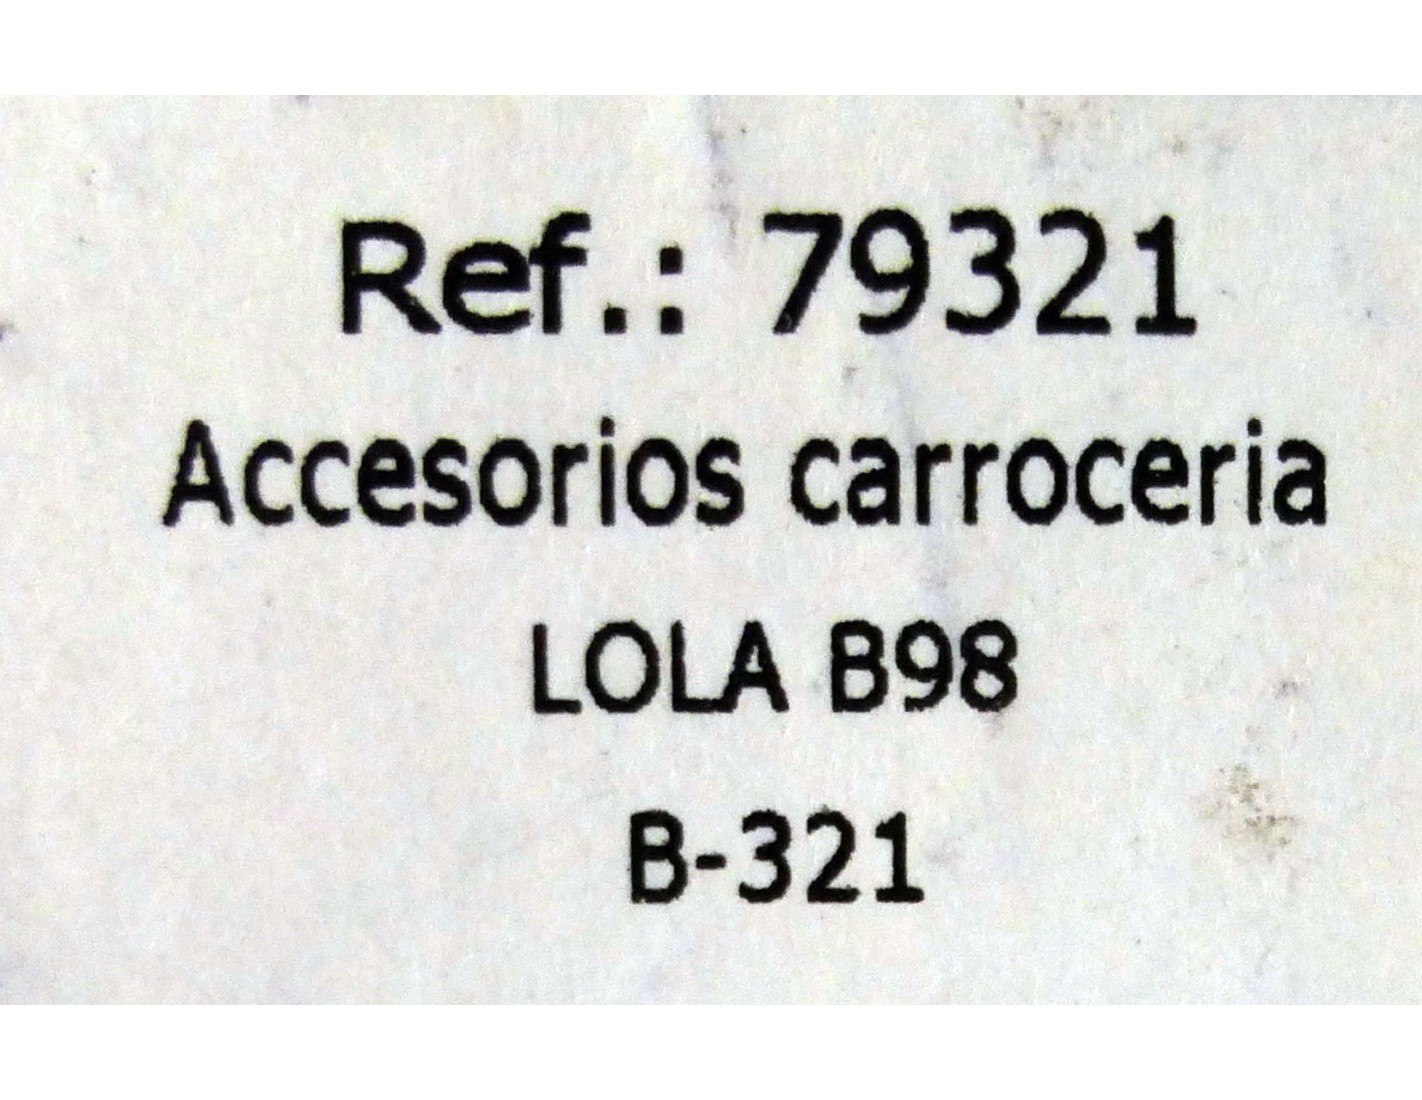 Ref.: 79321
Accesorios carroceria
LOLA B98
B-321